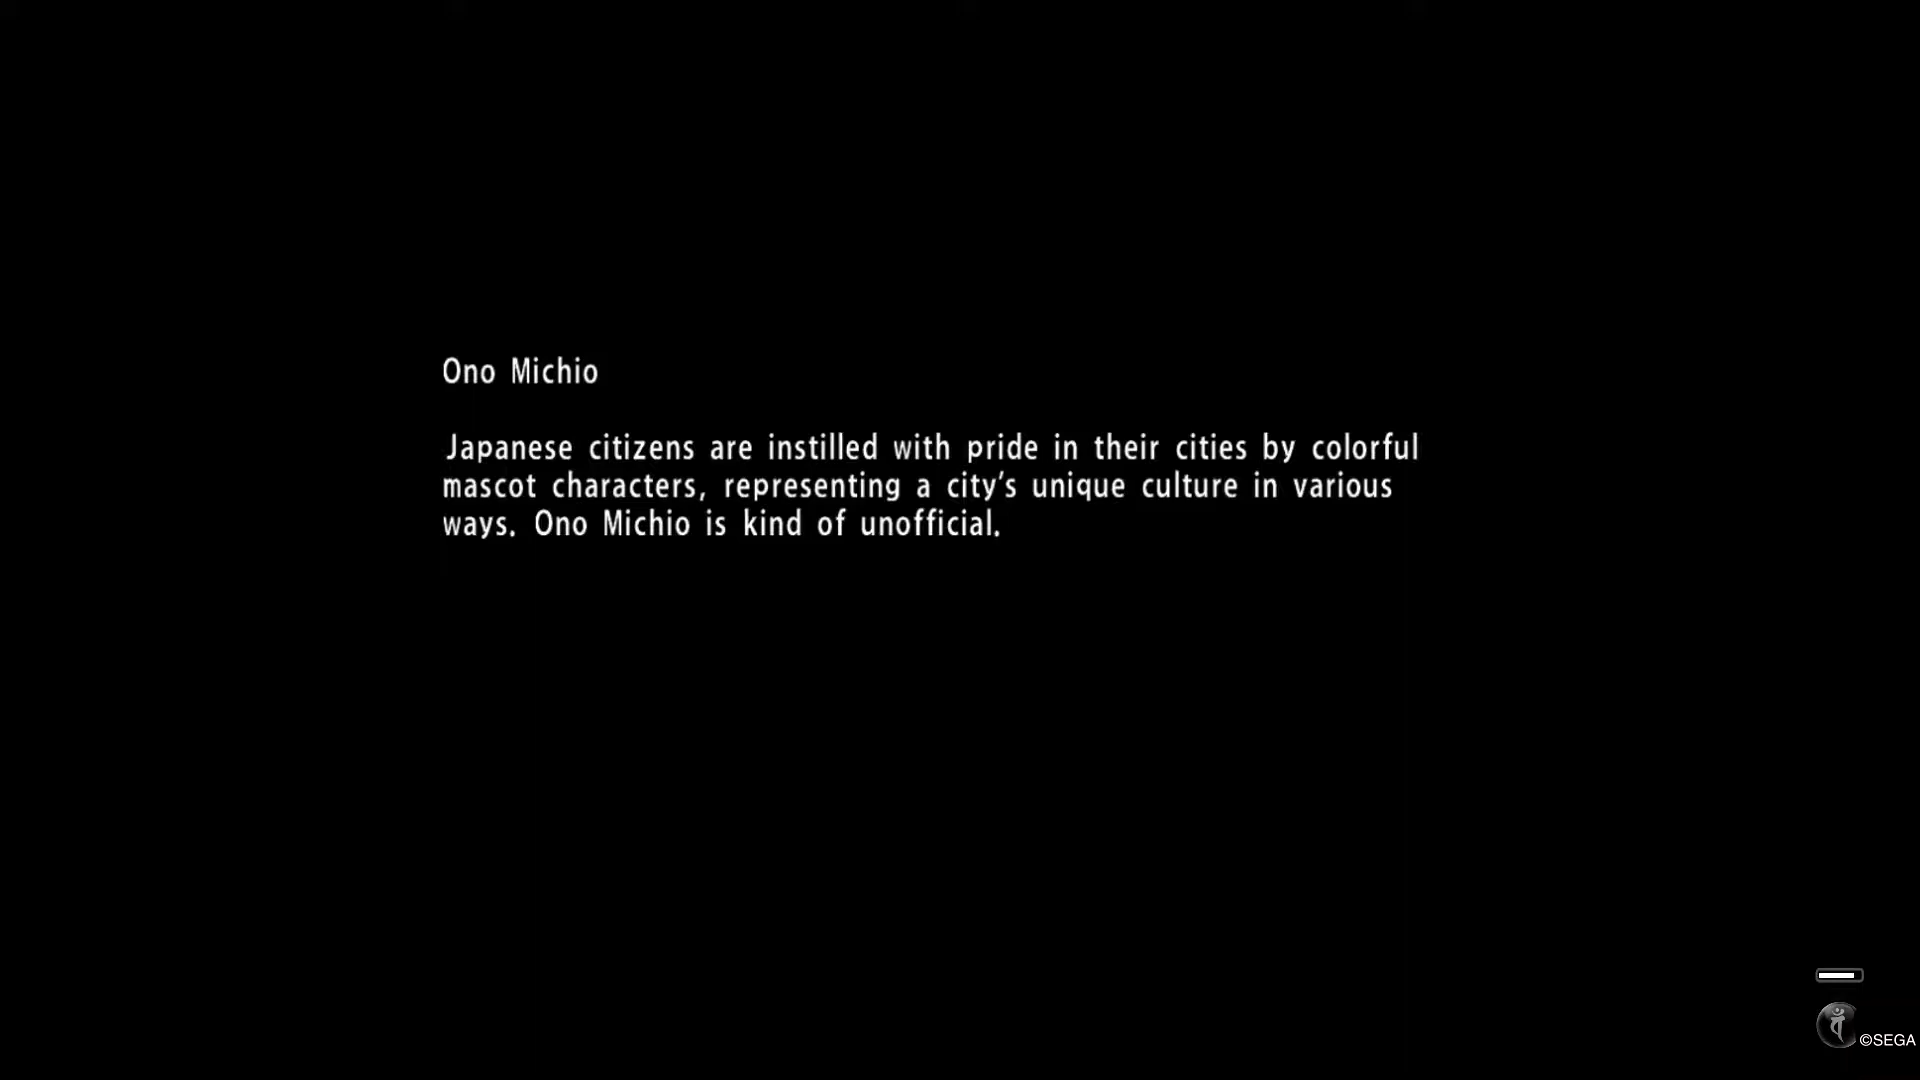 Ono Michio
Japanese citizens are instilled with pride in their cities by colorful
mascot characters, representing a city's unique culture in various
ways. Ono Michio is kind of unofficial.
©SEGA